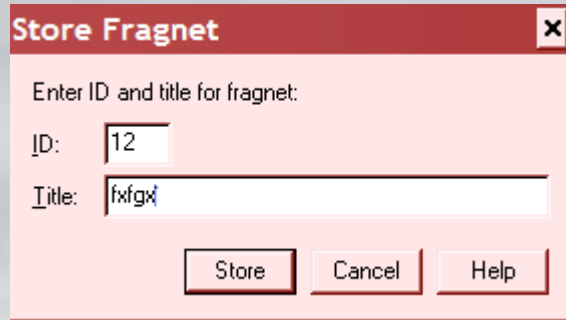 Store Fragnet
Enter ID and title for fragnet:
ID: 12
Title: fxfgx
Store Cancel Help